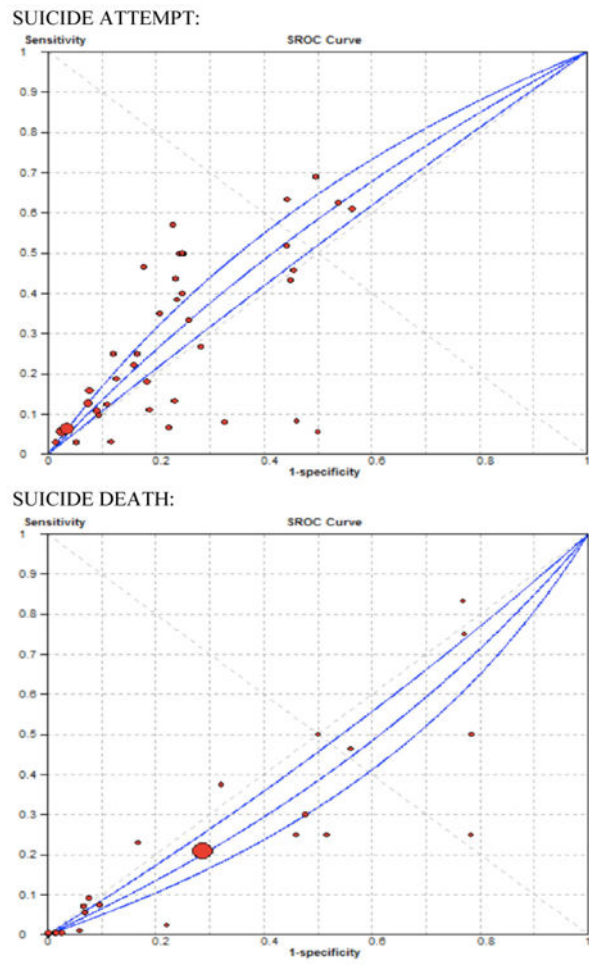 SUICIDE ATTEMPT:
Sensitivity SROC Curve
1
0.9
0.8
0.7
0.6
0.5
0.4
0.3
0.2
0.1
0
0 0.2 0.4 0.6 0.8 1
1-specificity
SUICIDE DEATH:
Sensitivity SROC Curve
1
0.9
0.8
0.7
0.6
0.5
0.4
0.3
0.2
0.1
0
0 0.2 0.4 0.6 0.8 1
1-specificity